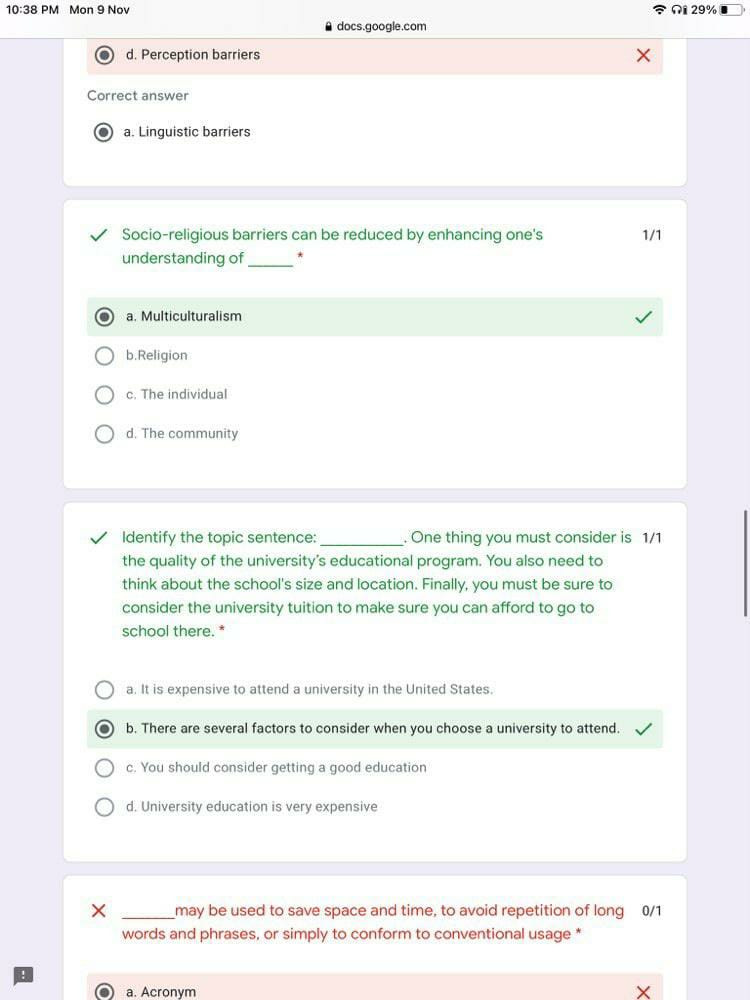 10:38 PM Mon 9 Nov 29%
docs.google.com
d. Perception barriers
Correct answer
a. Linguistic barriers
Socio-religious barriers can be reduced by enhancing one's 1/1
understanding of ______ *
a. Multiculturalism
b.Religion
c. The individual
d. The community
Identify the topic sentence: ___________. One thing you must consider is 1/1
the quality of the university's educational program. You also need to
think about the school's size and location. Finally, you must be sure to
consider the university tuition to make sure you can afford to go to
school there. *
a. It is expensive to attend a university in the United States.
b. There are several factors to consider when you choose a university to attend.
c. You should consider getting a good education
d. University education is very expensive
_______may be used to save space and time, to avoid repetition of long 0/1
words and phrases, or simply to conform to conventional usage *
a. Acronym